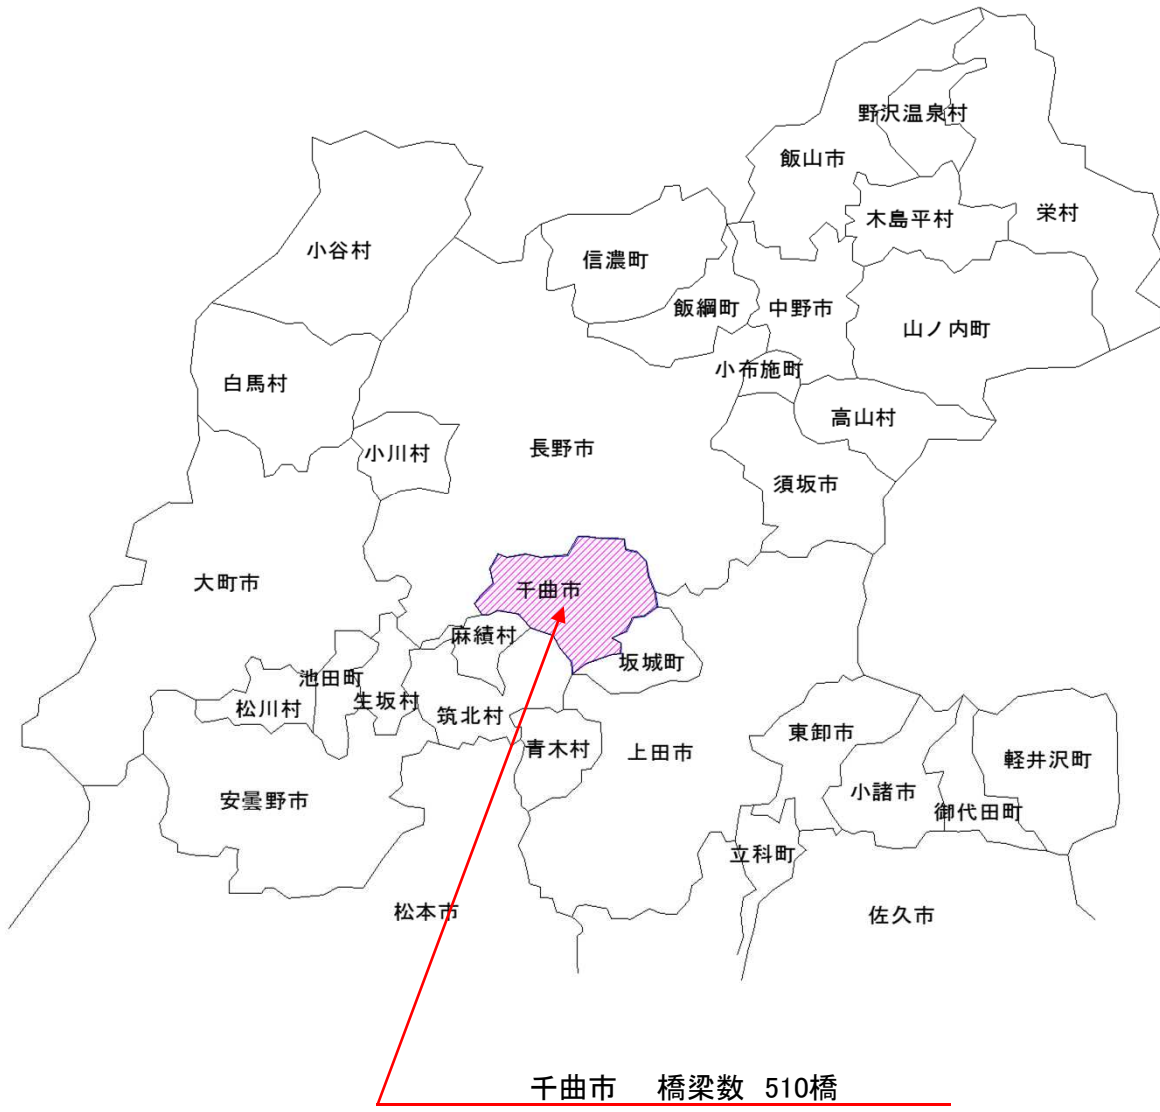 野沢温泉村
飯山市
木島平村
栄村
小谷村
信濃町
飯綱町
中野市
山ノ内町
小布施町
白馬村
高山村
小川村
長野市
須坂市
大町市
千曲市
麻績村
坂城町
池田町
生坂村
松川村
筑北村
東御市
青木村
上田市
軽井沢町
安曇野市
小諸市
御代田町
立科町
松本市
佐久市
千曲市 橋梁数 510橋